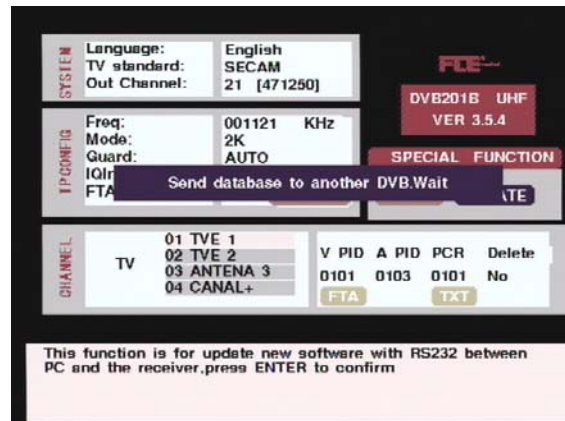 SYSTEM
Language: English
TV standard: SECAM
Out Channel: 21 [471250]
FCE
DVB201B UHF
VER 3.5.4
TPCONFIG
Freq: 001121 KHz
Mode: 2K
Guard: AUTO
FTA
SPECIAL FUNCTION
Send database to another DVB.Wait
CHANNEL
TV
01 TVE 1
02 TVE 2
03 ANTENA 3
04 CANAL+
V PID A PID PCR Delete
0101 0103 0101 No
FTA TXT
This function is for update new software with RS232 between
PC and the receiver,press ENTER to confirm